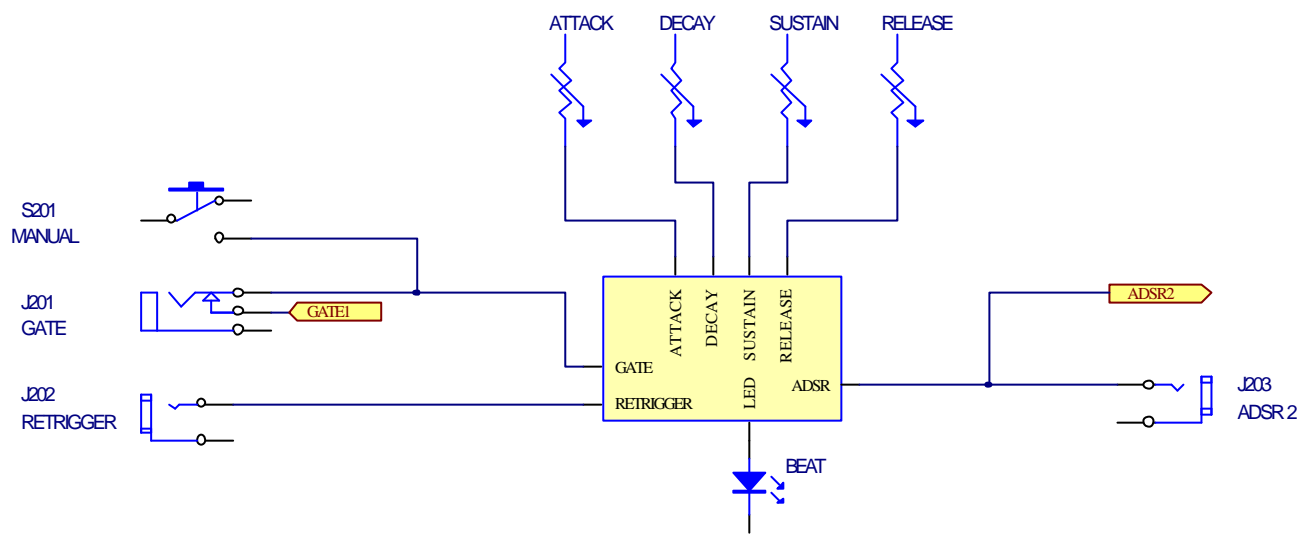 ATTACK DECAY SUSTAIN RELEASE
S201
MANUAL
J201
GATE
GATE1
J202
RETRIGGER
ATTACK
DECAY
SUSTAIN
RELEASE
GATE
RETRIGGER
LED
ADSR
ADSR2
J203
ADSR 2
BEAT